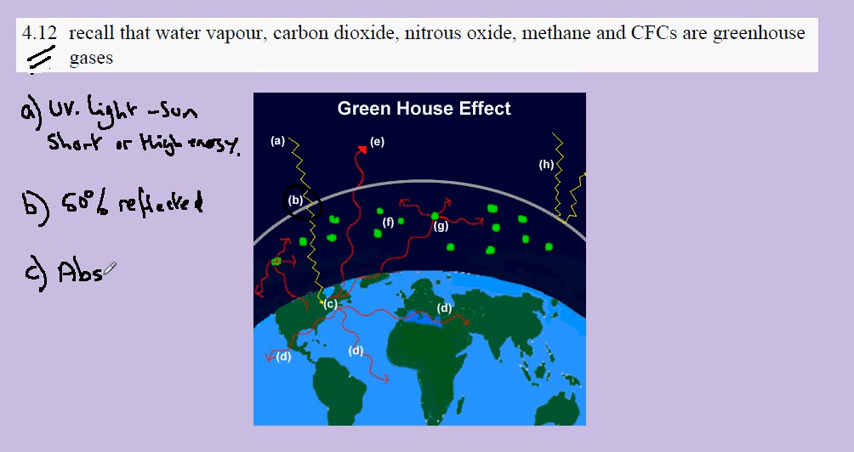 4.12 recall that water vapour, carbon dioxide, nitrous oxide, methane and CFCs are greenhouse
gases
a) UV. light - Sun
Short or High energy.
b) 50% reflected
c) Abs
Green House Effect
(a)
(e)
(h)
(b)
(f)
(g)
(c)
(d)
(d)
(d)